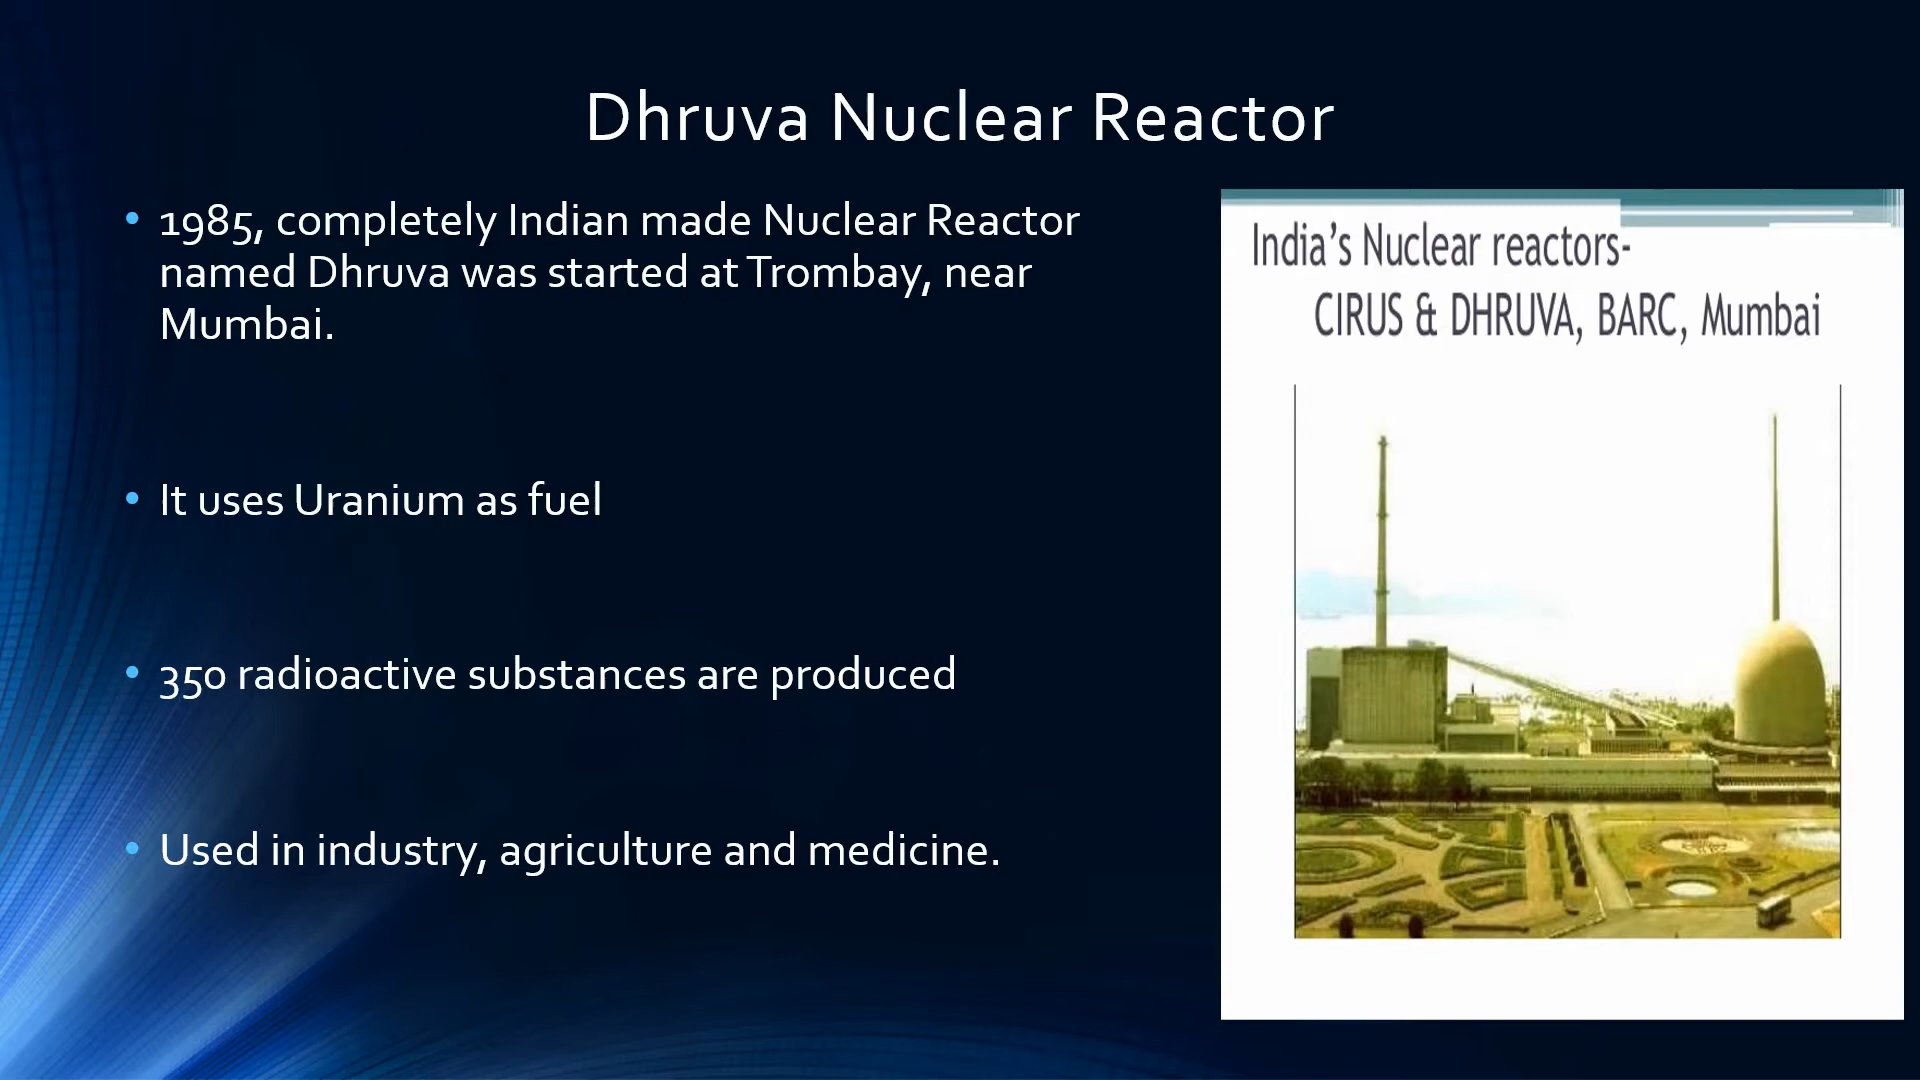 Dhruva Nuclear Reactor
• 1985, completely Indian made Nuclear Reactor
named Dhruva was started at Trombay, near
Mumbai.
• It uses Uranium as fuel
• 350 radioactive substances are produced
• Used in industry, agriculture and medicine.
India’s Nuclear reactors-
CIRUS & DHRUVA, BARC, Mumbai